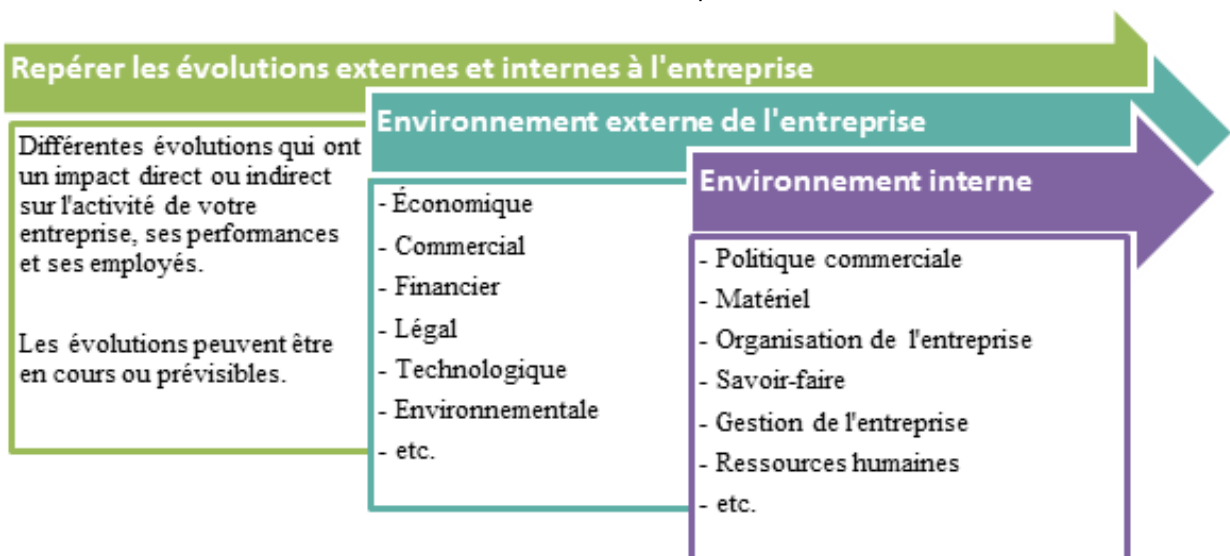 Repérer les évolutions externes et internes à l'entreprise
Différentes évolutions qui ont
un impact direct ou indirect
sur l'activité de votre
entreprise, ses performances
et ses employés.
Les évolutions peuvent être
en cours ou prévisibles.
Environnement externe de l'entreprise
- Économique
- Commercial
- Financier
- Légal
- Technologique
- Environnementale
- etc.
Environnement interne
- Politique commerciale
- Matériel
- Organisation de l'entreprise
- Savoir-faire
- Gestion de l'entreprise
- Ressources humaines
- etc.